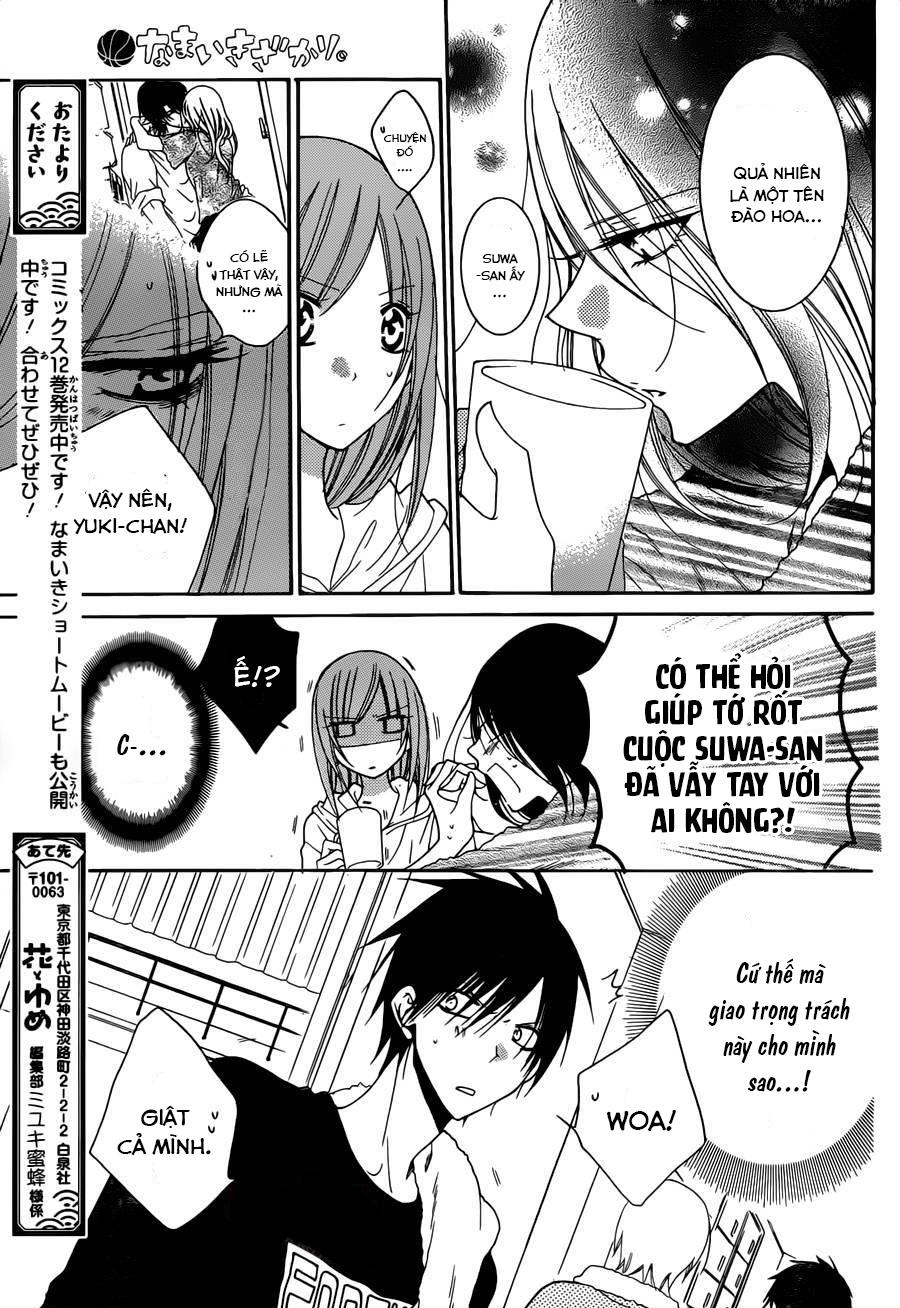 なまいきざかり。
QUẢ NHIÊN
LÀ MỘT TÊN
ĐÀO HOA...
SUWA
-SAN ẤY
...
CHUYỆN
ĐÓ
....
CÓ LẼ
THẬT VẬY,
NHƯNG MÀ
...
VẬY NÊN,
YUKI-CHAN!
CÓ THỂ HỎI
GIÚP TỚ RỐT
CUỘC SUWA-SAN
ĐÃ VẪY TAY VỚI
AI KHÔNG?!
Ế!?
C-...
Cứ thế mà
giao trọng trách
này cho mình
sao...!
WOA!
GIẬT
CẢ MÌNH.
おたより
ください
コミックス12巻発売中です！ なまいきショートムービーも公開
中です！ 合わせてぜひぜひ！
あて先
〒101-
0063
東京都千代田区神田淡路町2-2-2 白泉社
花とゆめ 編集部 ミユキ蜜蜂 様係